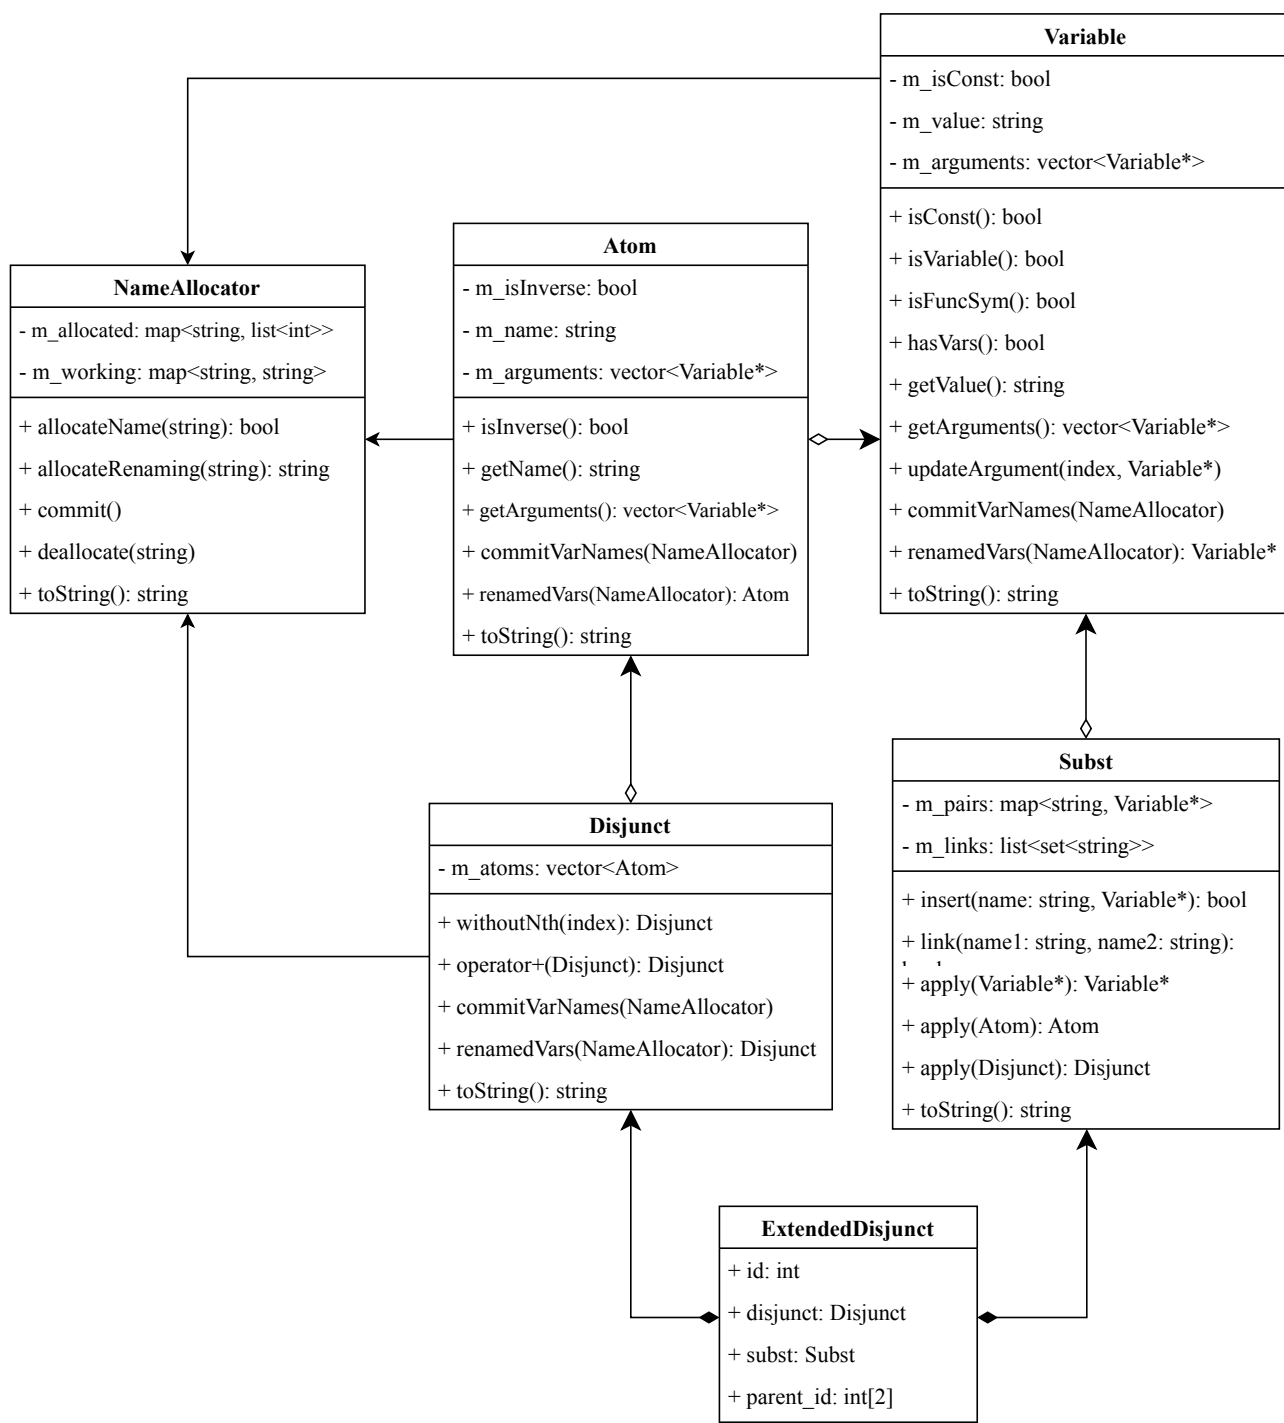 Variable
- m_isConst: bool
- m_value: string
- m_arguments: vector<Variable*>
+ isConst(): bool
+ isVariable(): bool
+ isFuncSym(): bool
+ hasVars(): bool
+ getValue(): string
+ getArguments(): vector<Variable*>
+ updateArgument(index, Variable*)
+ commitVarNames(NameAllocator)
+ renamedVars(NameAllocator): Variable*
+ toString(): string
Atom
- m_isInverse: bool
- m_name: string
- m_arguments: vector<Variable*>
+ isInverse(): bool
+ getName(): string
+ getArguments(): vector<Variable*>
+ commitVarNames(NameAllocator)
+ renamedVars(NameAllocator): Atom
+ toString(): string
NameAllocator
- m_allocated: map<string, list<int>>
- m_working: map<string, string>
+ allocateName(string): bool
+ allocateRenaming(string): string
+ commit()
+ deallocate(string)
+ toString(): string
Disjunct
- m_atoms: vector<Atom>
+ withoutNth(index): Disjunct
+ operator+(Disjunct): Disjunct
+ commitVarNames(NameAllocator)
+ renamedVars(NameAllocator): Disjunct
+ toString(): string
Subst
- m_pairs: map<string, Variable*>
- m_links: list<set<string>>
+ insert(name: string, Variable*): bool
+ link(name1: string, name2: string):
+ apply(Variable*): Variable*
+ apply(Atom): Atom
+ apply(Disjunct): Disjunct
+ toString(): string
ExtendedDisjunct
+ id: int
+ disjunct: Disjunct
+ subst: Subst
+ parent_id: int[2]